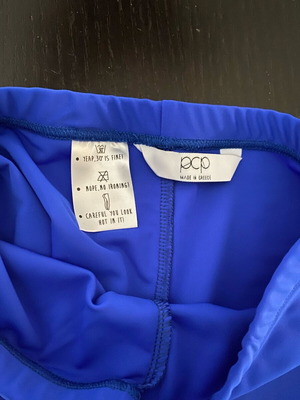 • YEAP, 30° IS FINE!
• NOPE, NO IRONING!
• CAREFUL YOU LOOK
HOT IN IT!
pcp
MADE IN GREECE